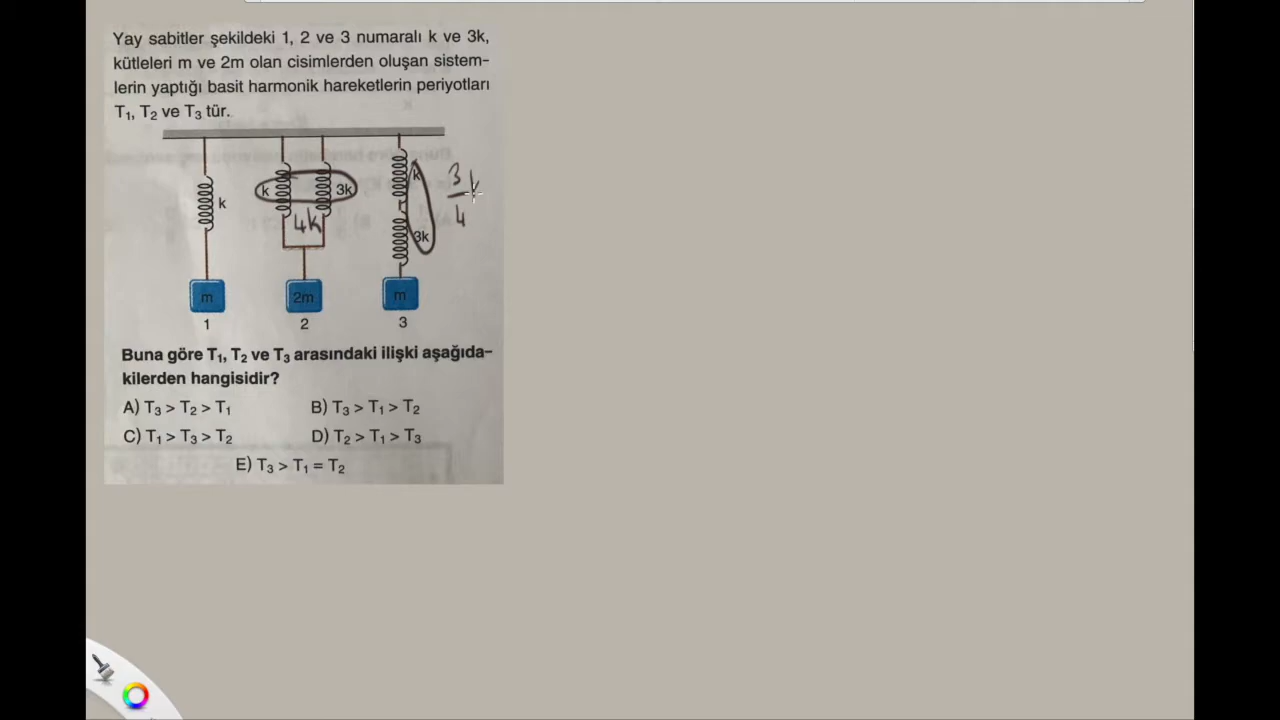 Yay sabitler şekildeki 1, 2 ve 3 numaralı k ve 3k,
kütleleri m ve 2m olan cisimlerden oluşan sistem-
lerin yaptığı basit harmonik hareketlerin periyotları
T₁, T₂ ve T₃ tür.
k
k
3k
4k
k
3k
3
4
k
m
2m
m
1
2
3
Buna göre T₁, T₂ ve T₃ arasındaki ilişki aşağıda-
kilerden hangisidir?
A) T₃ > T₂ > T₁
B) T₃ > T₁ > T₂
C) T₁ > T₃ > T₂
D) T₂ > T₁ > T₃
E) T₃ > T₁ = T₂